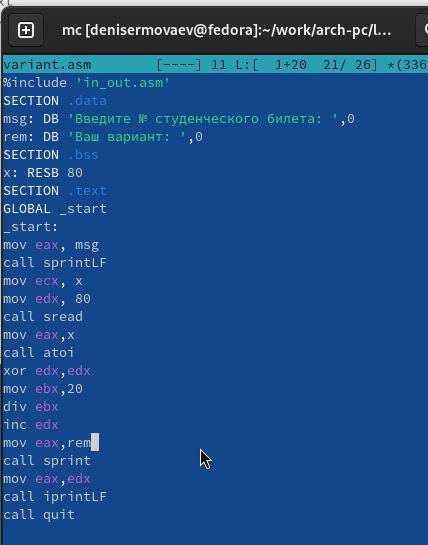 mc [denisermovaev@fedora]:~/work/arch-pc/l...
variant.asm [----] 11 L:[ 1+20 21/ 26] *(336
%include 'in_out.asm'
SECTION .data
msg: DB 'Введите № студенческого билета: ',0
rem: DB 'Ваш вариант: ',0
SECTION .bss
x: RESB 80
SECTION .text
GLOBAL _start
_start:
mov eax, msg
call sprintLF
mov ecx, x
mov edx, 80
call sread
mov eax,x
call atoi
xor edx,edx
mov ebx,20
div ebx
inc edx
mov eax,rem
call sprint
mov eax,edx
call iprintLF
call quit